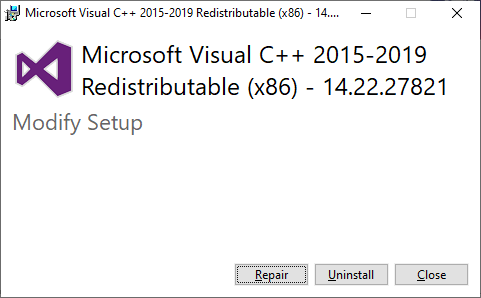 Microsoft Visual C++ 2015-2019 Redistributable (x86) - 14....
Microsoft Visual C++ 2015-2019
Redistributable (x86) - 14.22.27821
Modify Setup
Repair Uninstall Close